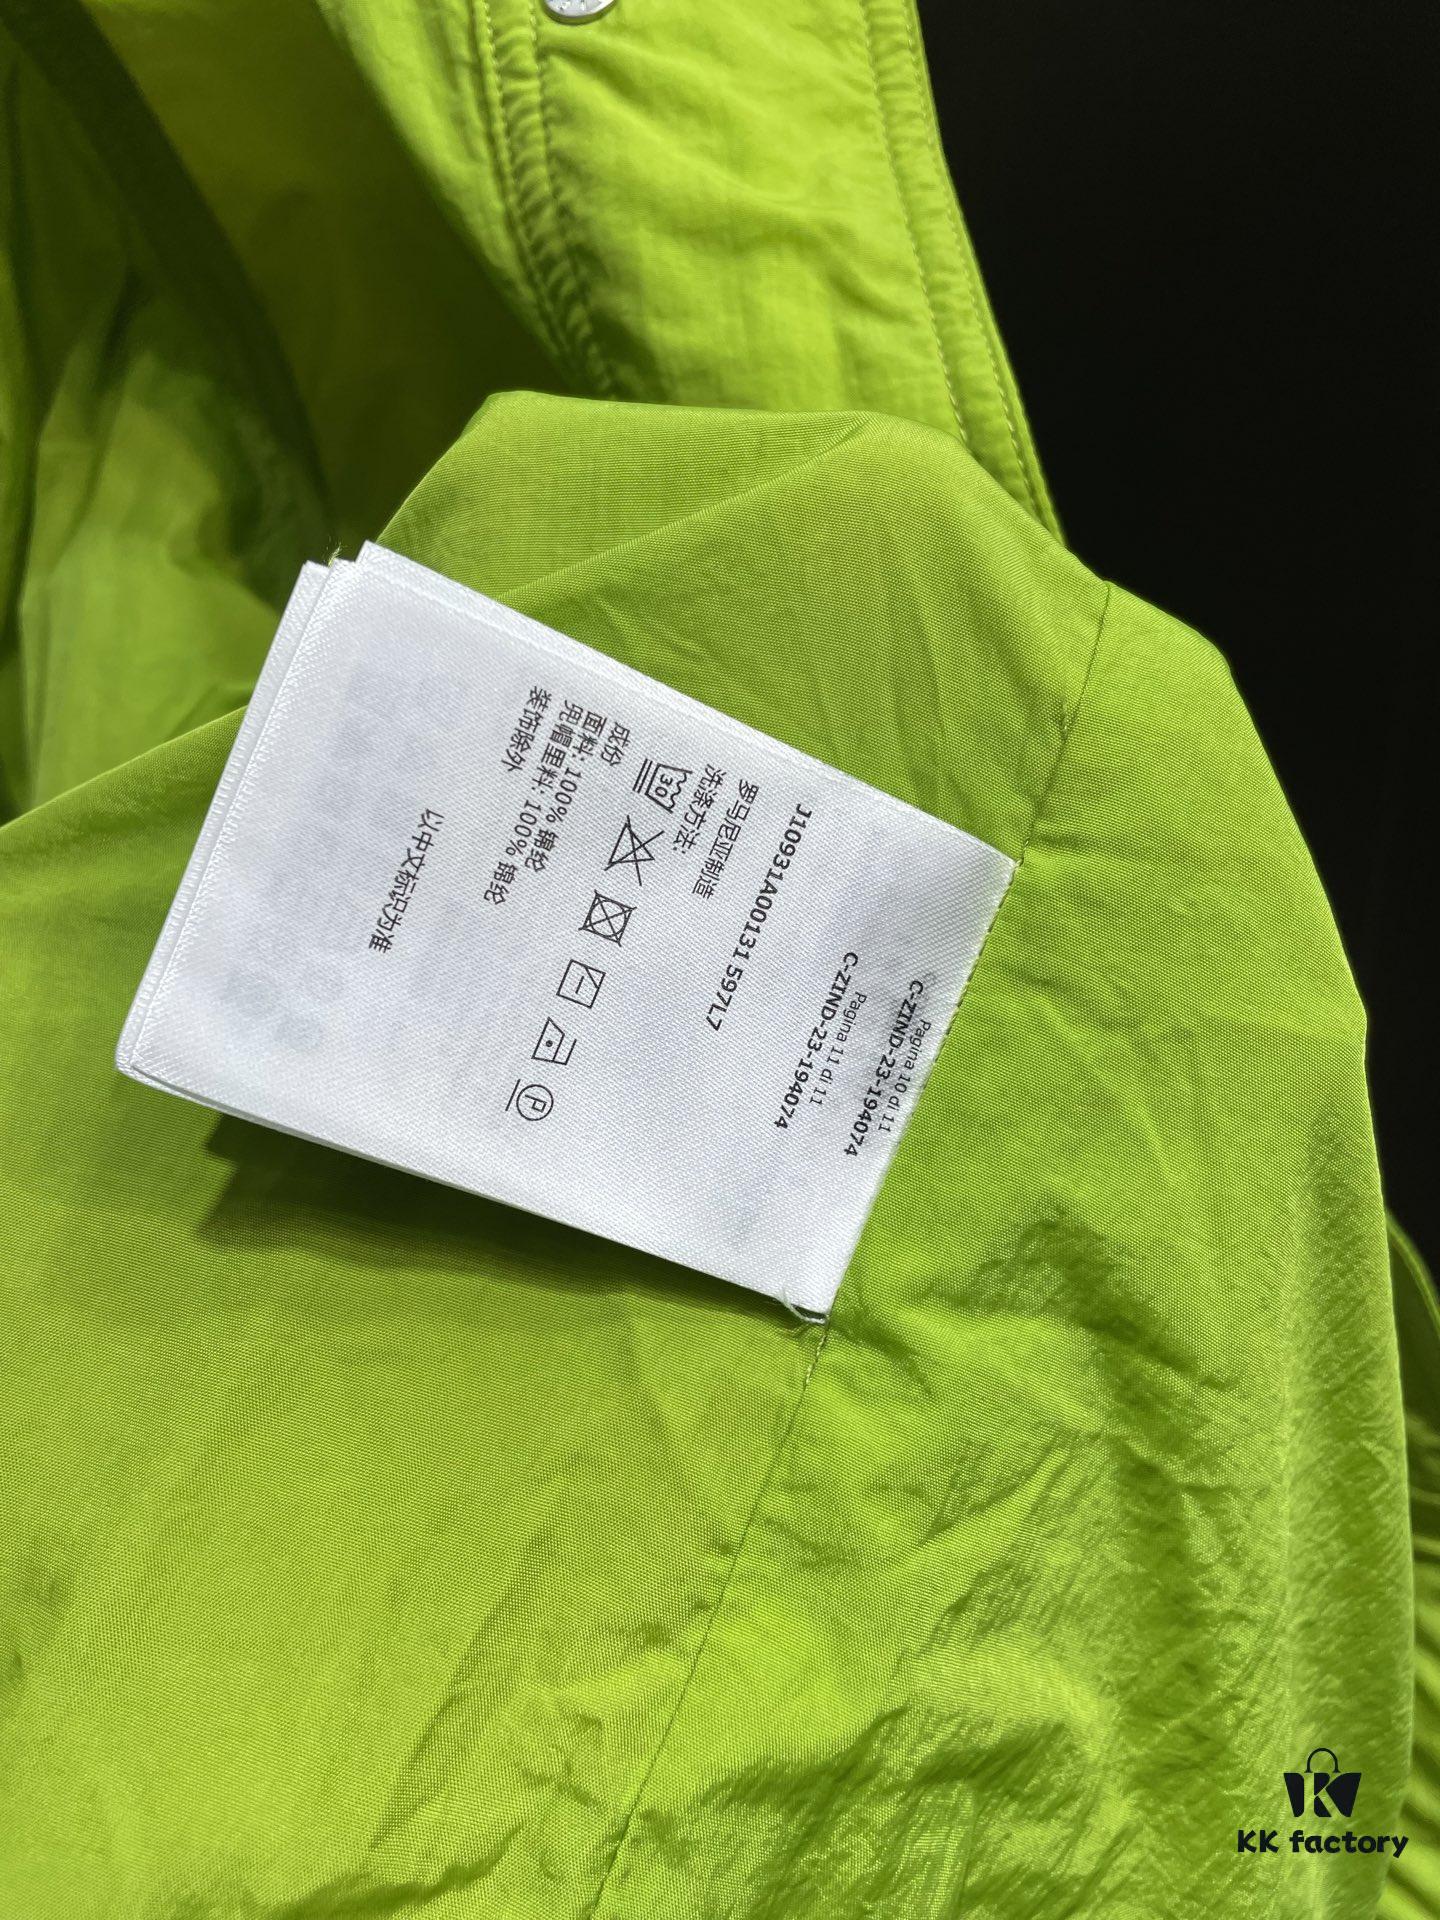 Pagina 10 di 11
C-ZIND-23-194074
Pagina 11 di 11
C-ZIND-23-194074
J10931A00131 597L7
罗马尼亚制造
洗涤方法:
30
P
成份
面料: 100% 锦纶
兜帽里料: 100% 锦纶
装饰除外
以中文标识为准
KK factory